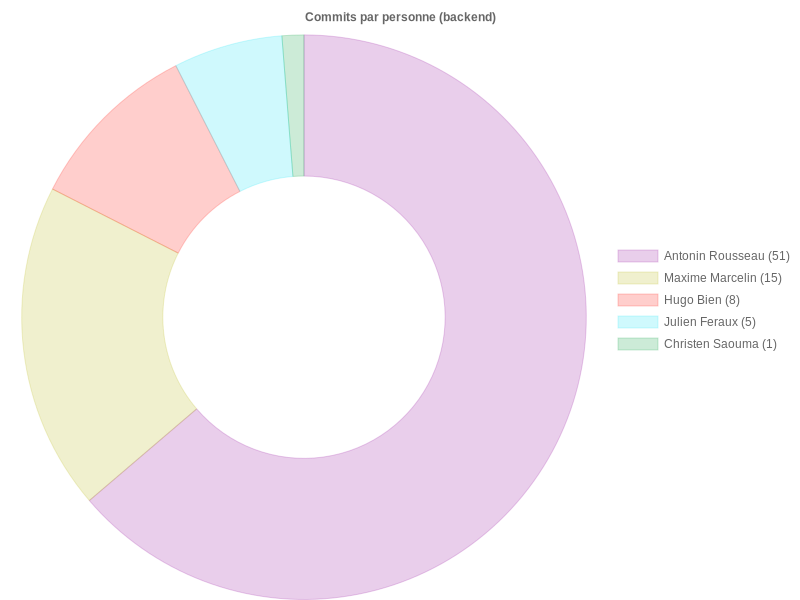 Commits par personne (backend)
Antonin Rousseau (51)
Maxime Marcelin (15)
Hugo Bien (8)
Julien Feraux (5)
Christen Saouma (1)